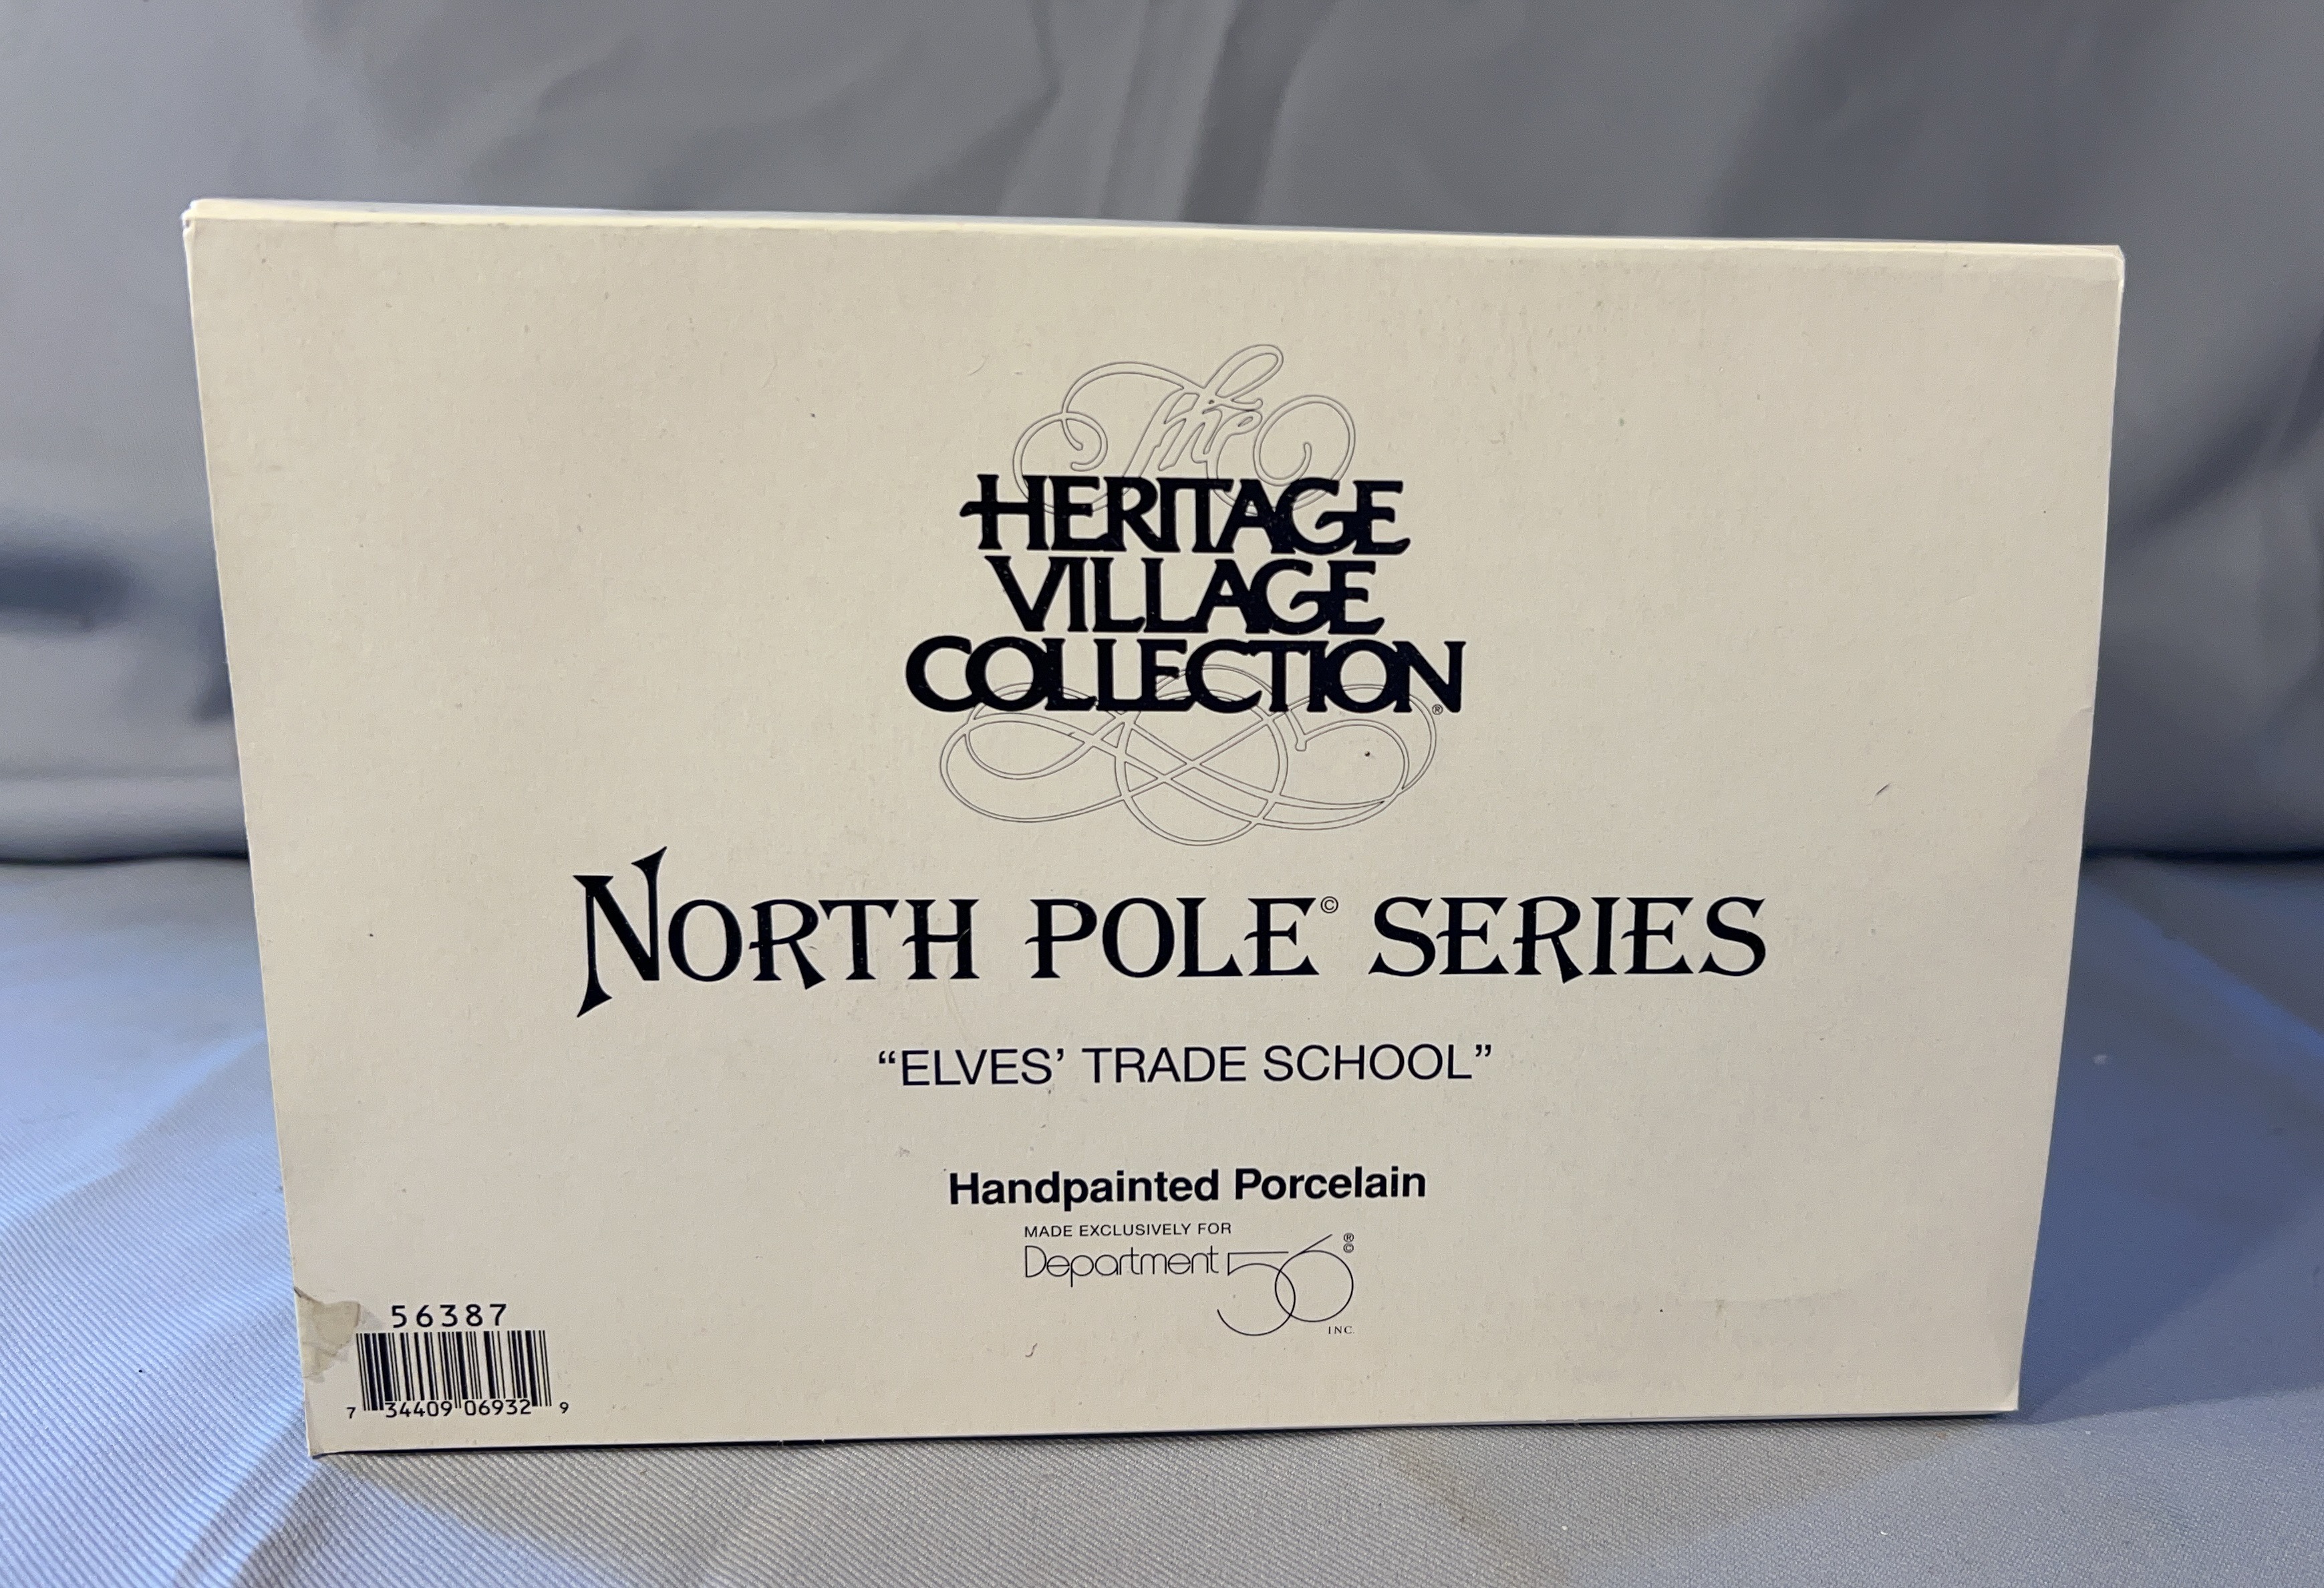 The
HERITAGE
VILLAGE
COLLECTION®
NORTH POLE© SERIES
“ELVES’ TRADE SCHOOL”
Handpainted Porcelain
MADE EXCLUSIVELY FOR
Department 56®©
INC.
56387
7 34409 06932 9